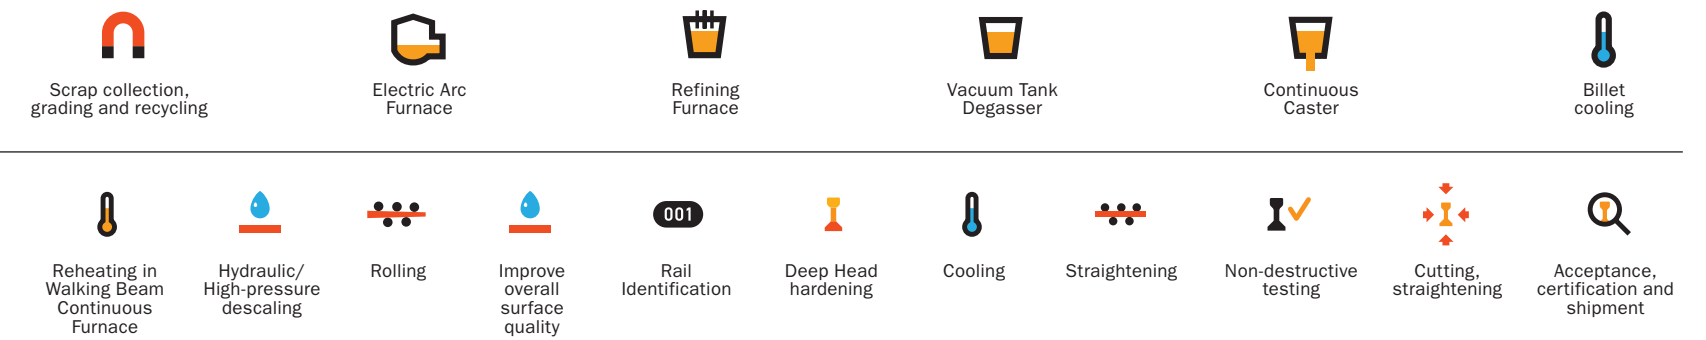 Scrap collection,
grading and recycling
Electric Arc
Furnace
Refining
Furnace
Vacuum Tank
Degasser
Continuous
Caster
Billet
cooling
Reheating in
Walking Beam
Continuous
Furnace
Hydraulic/
High-pressure
descaling
Rolling
Improve
overall
surface
quality
001
Rail
Identification
Deep Head
hardening
Cooling
Straightening
Non-destructive
testing
Cutting,
straightening
Acceptance,
certification and
shipment